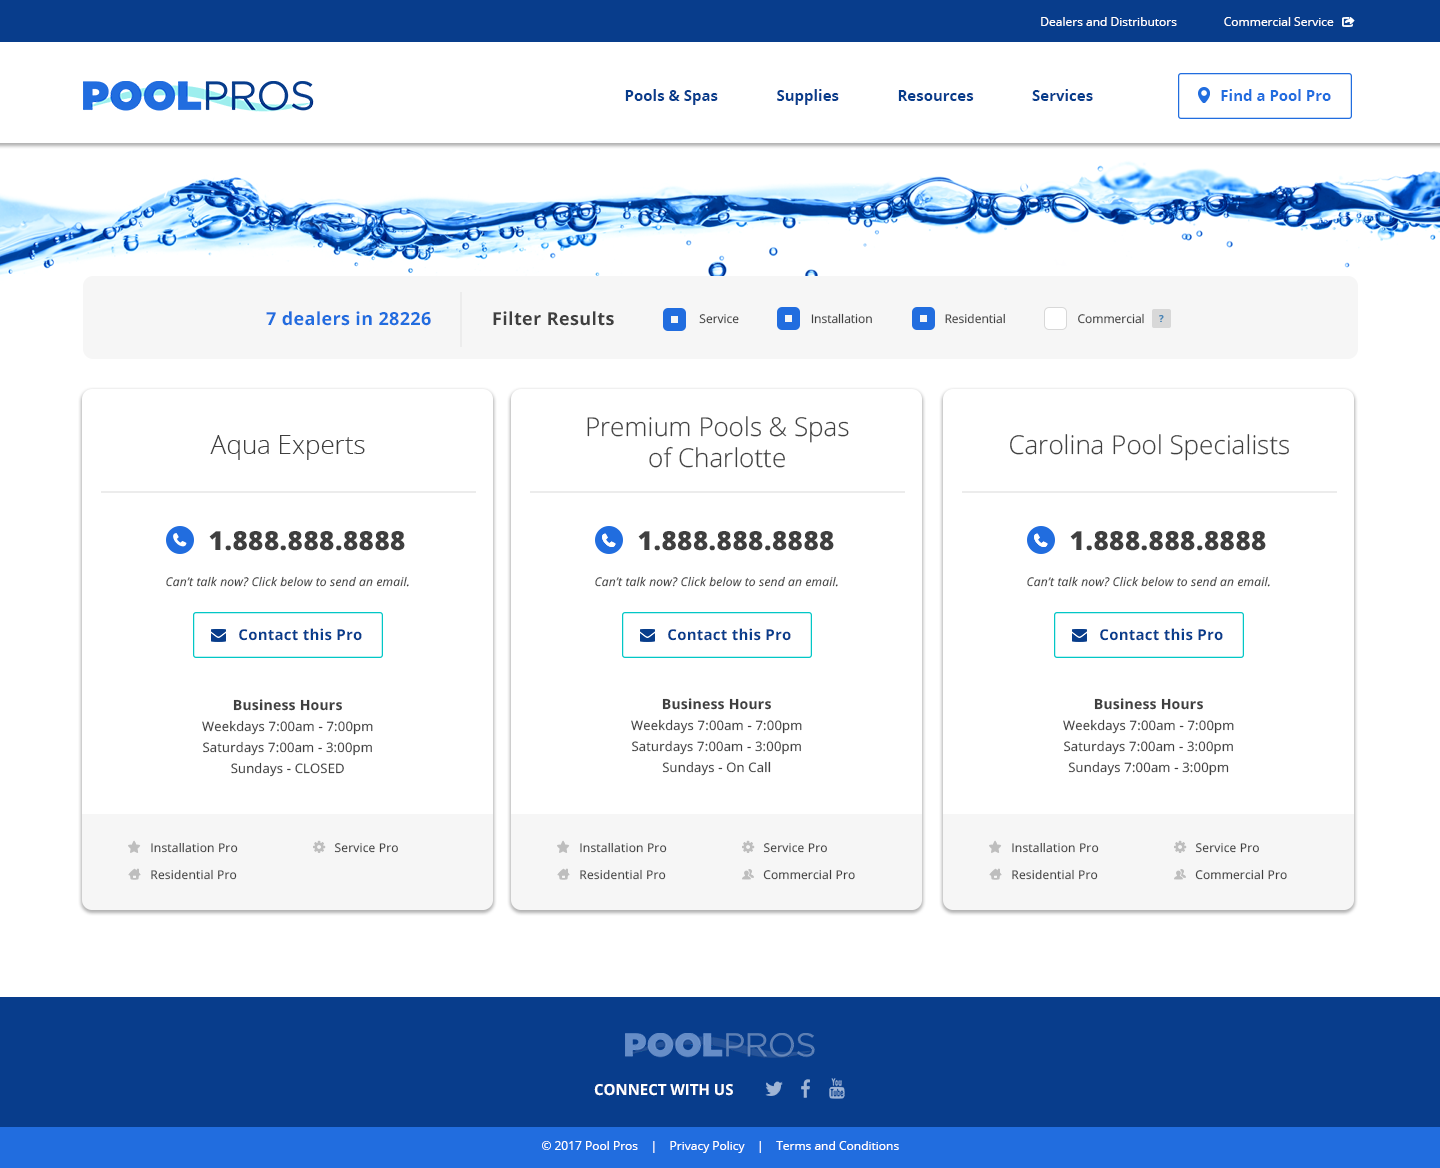 Dealers and Distributors
Commercial Service
POOLPROS
Pools & Spas
Supplies
Resources
Services
Find a Pool Pro
7 dealers in 28226
Filter Results
Service
Installation
Residential
Commercial
?
Aqua Experts
1.888.888.8888
Can't talk now? Click below to send an email.
Contact this Pro
Business Hours
Weekdays 7:00am - 7:00pm
Saturdays 7:00am - 3:00pm
Sundays - CLOSED
Installation Pro
Service Pro
Residential Pro
Premium Pools & Spas
of Charlotte
1.888.888.8888
Can't talk now? Click below to send an email.
Contact this Pro
Business Hours
Weekdays 7:00am - 7:00pm
Saturdays 7:00am - 3:00pm
Sundays - On Call
Installation Pro
Service Pro
Residential Pro
Commercial Pro
Carolina Pool Specialists
1.888.888.8888
Can't talk now? Click below to send an email.
Contact this Pro
Business Hours
Weekdays 7:00am - 7:00pm
Saturdays 7:00am - 3:00pm
Sundays 7:00am - 3:00pm
Installation Pro
Service Pro
Residential Pro
Commercial Pro
POOLPROS
CONNECT WITH US
You
Tube
© 2017 Pool Pros | Privacy Policy | Terms and Conditions